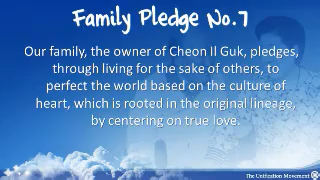 Family Pledge No.7
Our family, the owner of Cheon Il Guk, pledges,
through living for the sake of others, to
perfect the world based on the culture of
heart, which is rooted in the original lineage,
by centering on true love.
The Unification Movement